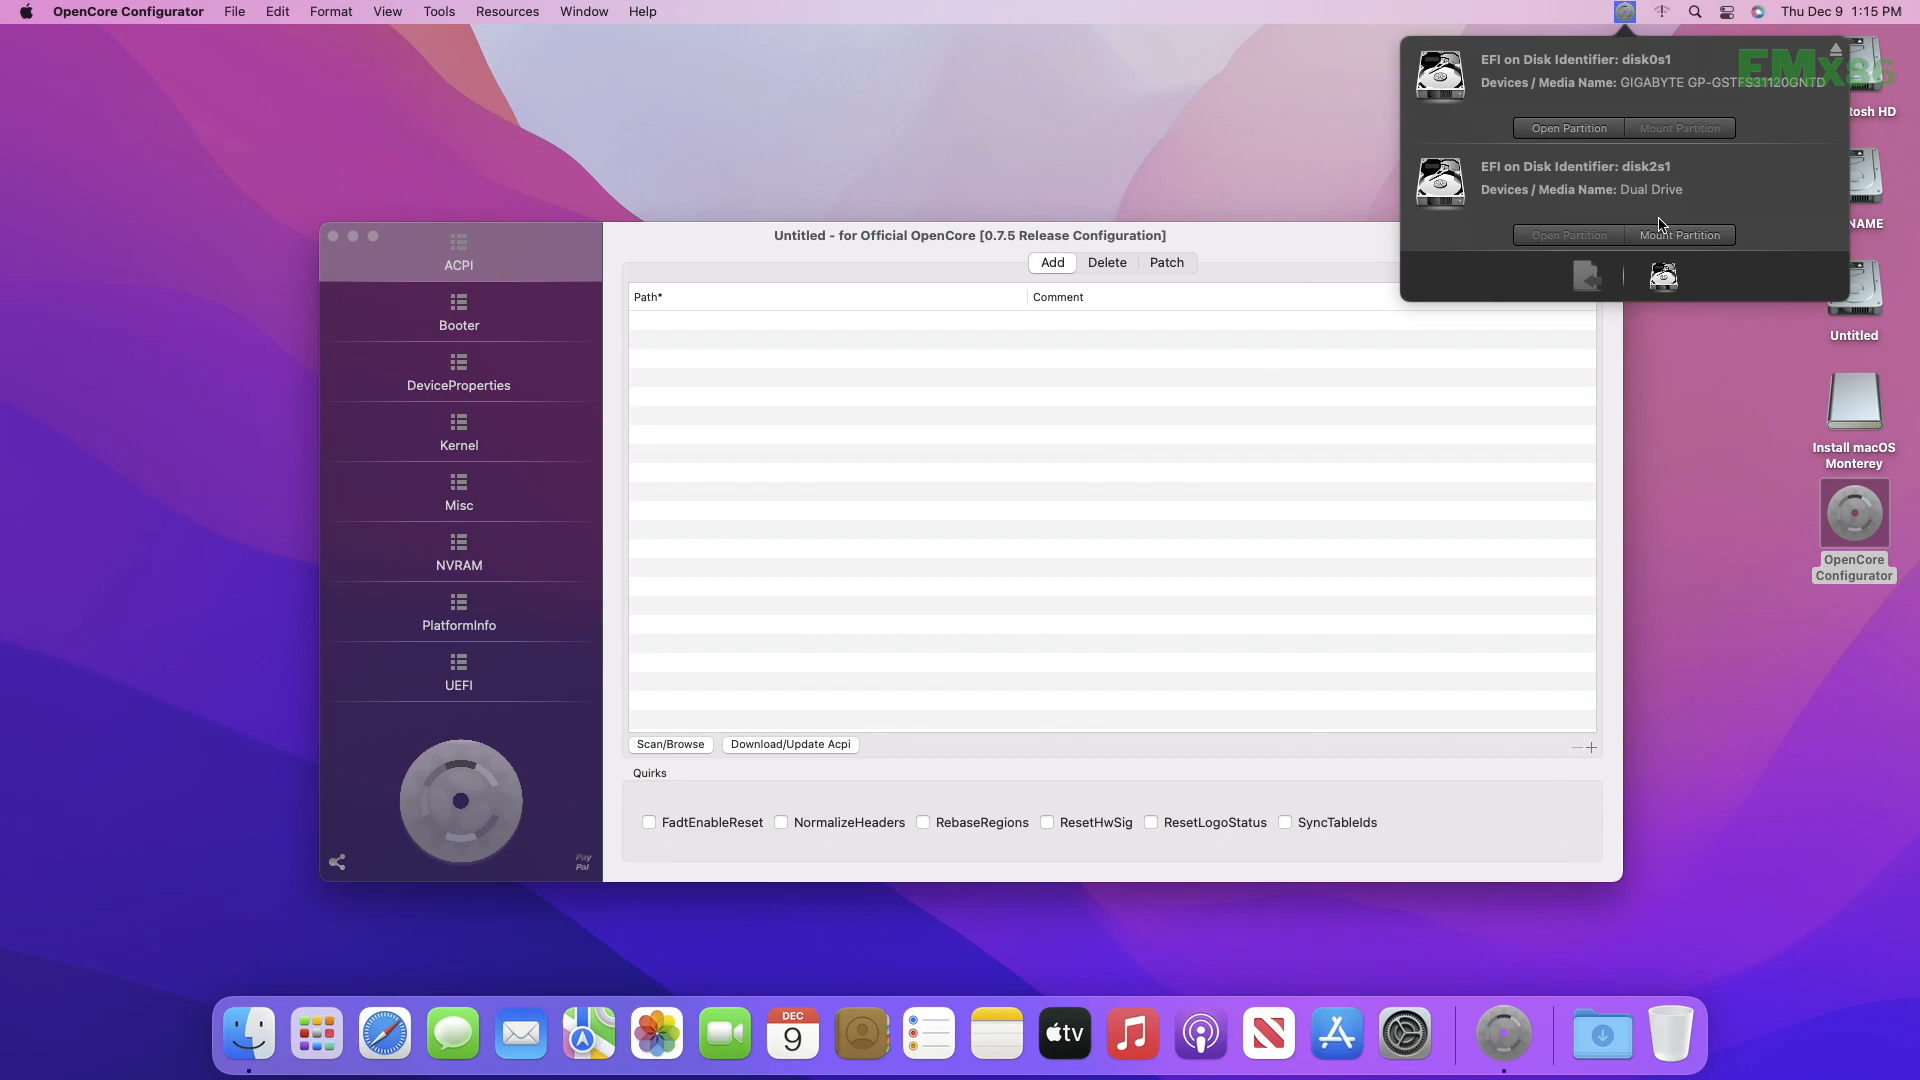 OpenCore Configurator File Edit Format View Tools Resources Window Help Thu Dec 9 1:15 PM
EFI on Disk Identifier: disk0s1
Devices / Media Name: GIGABYTE GP-GSTFS31120GNTD
EMx86
Open Partition Mount Partition
EFI on Disk Identifier: disk2s1
Devices / Media Name: Dual Drive
Open Partition Mount Partition
tosh HD
NAME
Untitled
Install macOS
Monterey
OpenCore
Configurator
Untitled - for Official OpenCore [0.7.5 Release Configuration]
ACPI
Booter
DeviceProperties
Kernel
Misc
NVRAM
PlatformInfo
UEFI
Pay
Pal
Add Delete Patch
Path* Comment
Scan/Browse Download/Update Acpi
Quirks
FadtEnableReset NormalizeHeaders RebaseRegions ResetHwSig ResetLogoStatus SyncTableIds
DEC
9
tv